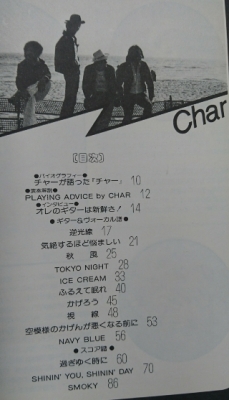 Char
【目次】
●バイオグラフィー●
チャーが語った「チャー」 10
●演奏解説●
PLAYING ADVICE by CHAR 12
●インタビュー●
オレのギターは新鮮さ! 14
●ギター&ヴォーカル譜●
逆光線 17
気絶するほど悩ましい 21
秋風 25
TOKYO NIGHT 28
ICE CREAM 33
ふるえて眠れ 40
かげろう 45
視線 48
空模様のかげんが悪くなる前に 53
NAVY BLUE 56
●スコア譜●
過ぎゆく時に 60
SHININ' YOU, SHININ' DAY 70
SMOKY 86